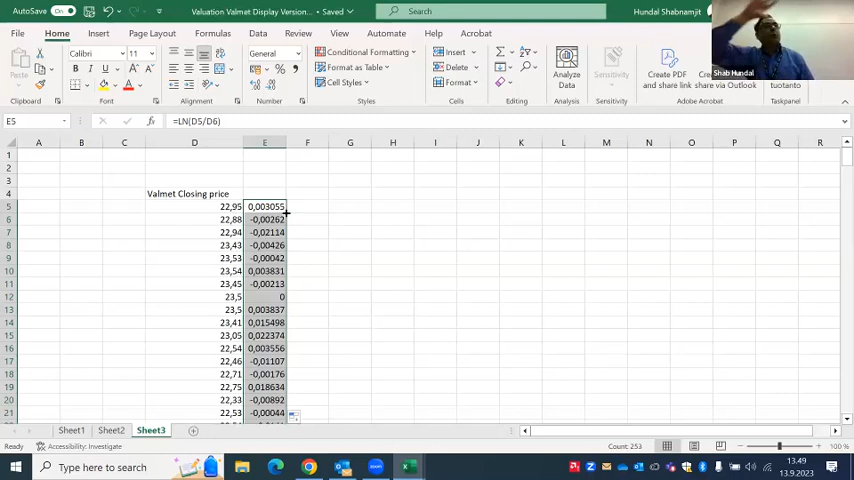 AutoSave On Valuation Valmet Display Version... • Saved Search Hundal Shabnamjit
File Home Insert Page Layout Formulas Data Review View Automate Help Acrobat
Calibri 11 General Conditional Formatting Insert
Paste B I U Format as Table Delete Analyze Data Sensitivity Create PDF and share link Cre share via Outlook tuotanto
Cell Styles Format
Clipboard Font Alignment Number Styles Cells Editing Analysis Sensitivity Adobe Acrobat Taskpanel
Shab Hundal
E5 fx =LN(D5/D6)
A B C D E F G H I J K L M N O P Q R
1
2
3
4 Valmet Closing price
5 22,95 0,003055
6 22,88 -0,00262
7 22,94 -0,02114
8 23,43 -0,00426
9 23,53 -0,00042
10 23,54 0,003831
11 23,45 -0,00213
12 23,5 0
13 23,5 0,003837
14 23,41 0,015498
15 23,05 0,022374
16 22,54 0,003556
17 22,46 -0,01107
18 22,71 -0,00176
19 22,75 0,018634
20 22,33 -0,00892
21 22,53 -0,00044
Sheet1 Sheet2 Sheet3
Ready Accessibility: Investigate Count: 253 100 %
Type here to search 13.49
13.9.2023